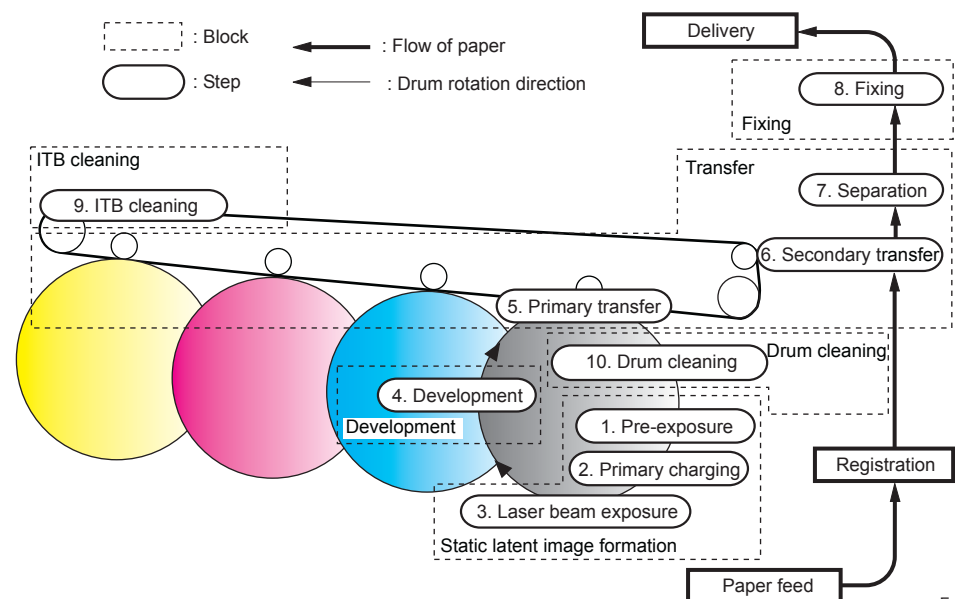 : Block
: Flow of paper
: Step
: Drum rotation direction
Delivery
8. Fixing
Fixing
ITB cleaning
Transfer
9. ITB cleaning
7. Separation
6. Secondary transfer
5. Primary transfer
10. Drum cleaning
Drum cleaning
4. Development
Development
1. Pre-exposure
2. Primary charging
Registration
3. Laser beam exposure
Static latent image formation
Paper feed